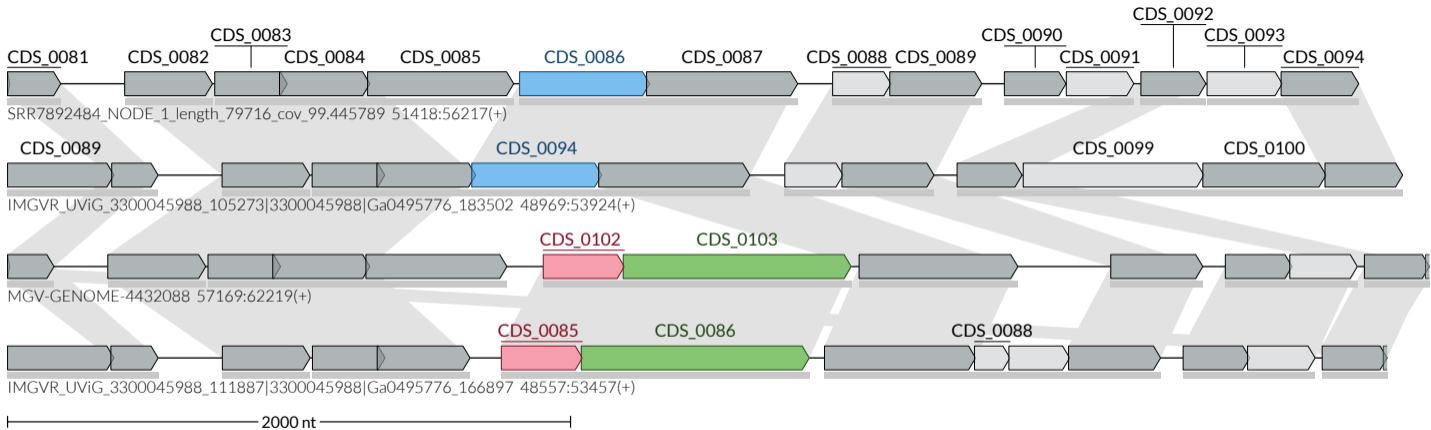 CDS_0092
CDS_0083 CDS_0090 CDS_0093
CDS_0081 CDS_0082 CDS_0084 CDS_0085 CDS_0086 CDS_0087 CDS_0088 CDS_0089 CDS_0091 CDS_0094
SRR7892484_NODE_1_length_79716_cov_99.445789 51418:56217(+)
CDS_0089 CDS_0094 CDS_0099 CDS_0100
IMGVR_UViG_3300045988_105273|3300045988|Ga0495776_183502 48969:53924(+)
CDS_0102 CDS_0103
MGV-GENOME-4432088 57169:62219(+)
CDS_0085 CDS_0086 CDS_0088
IMGVR_UViG_3300045988_111887|3300045988|Ga0495776_166897 48557:53457(+)
2000 nt